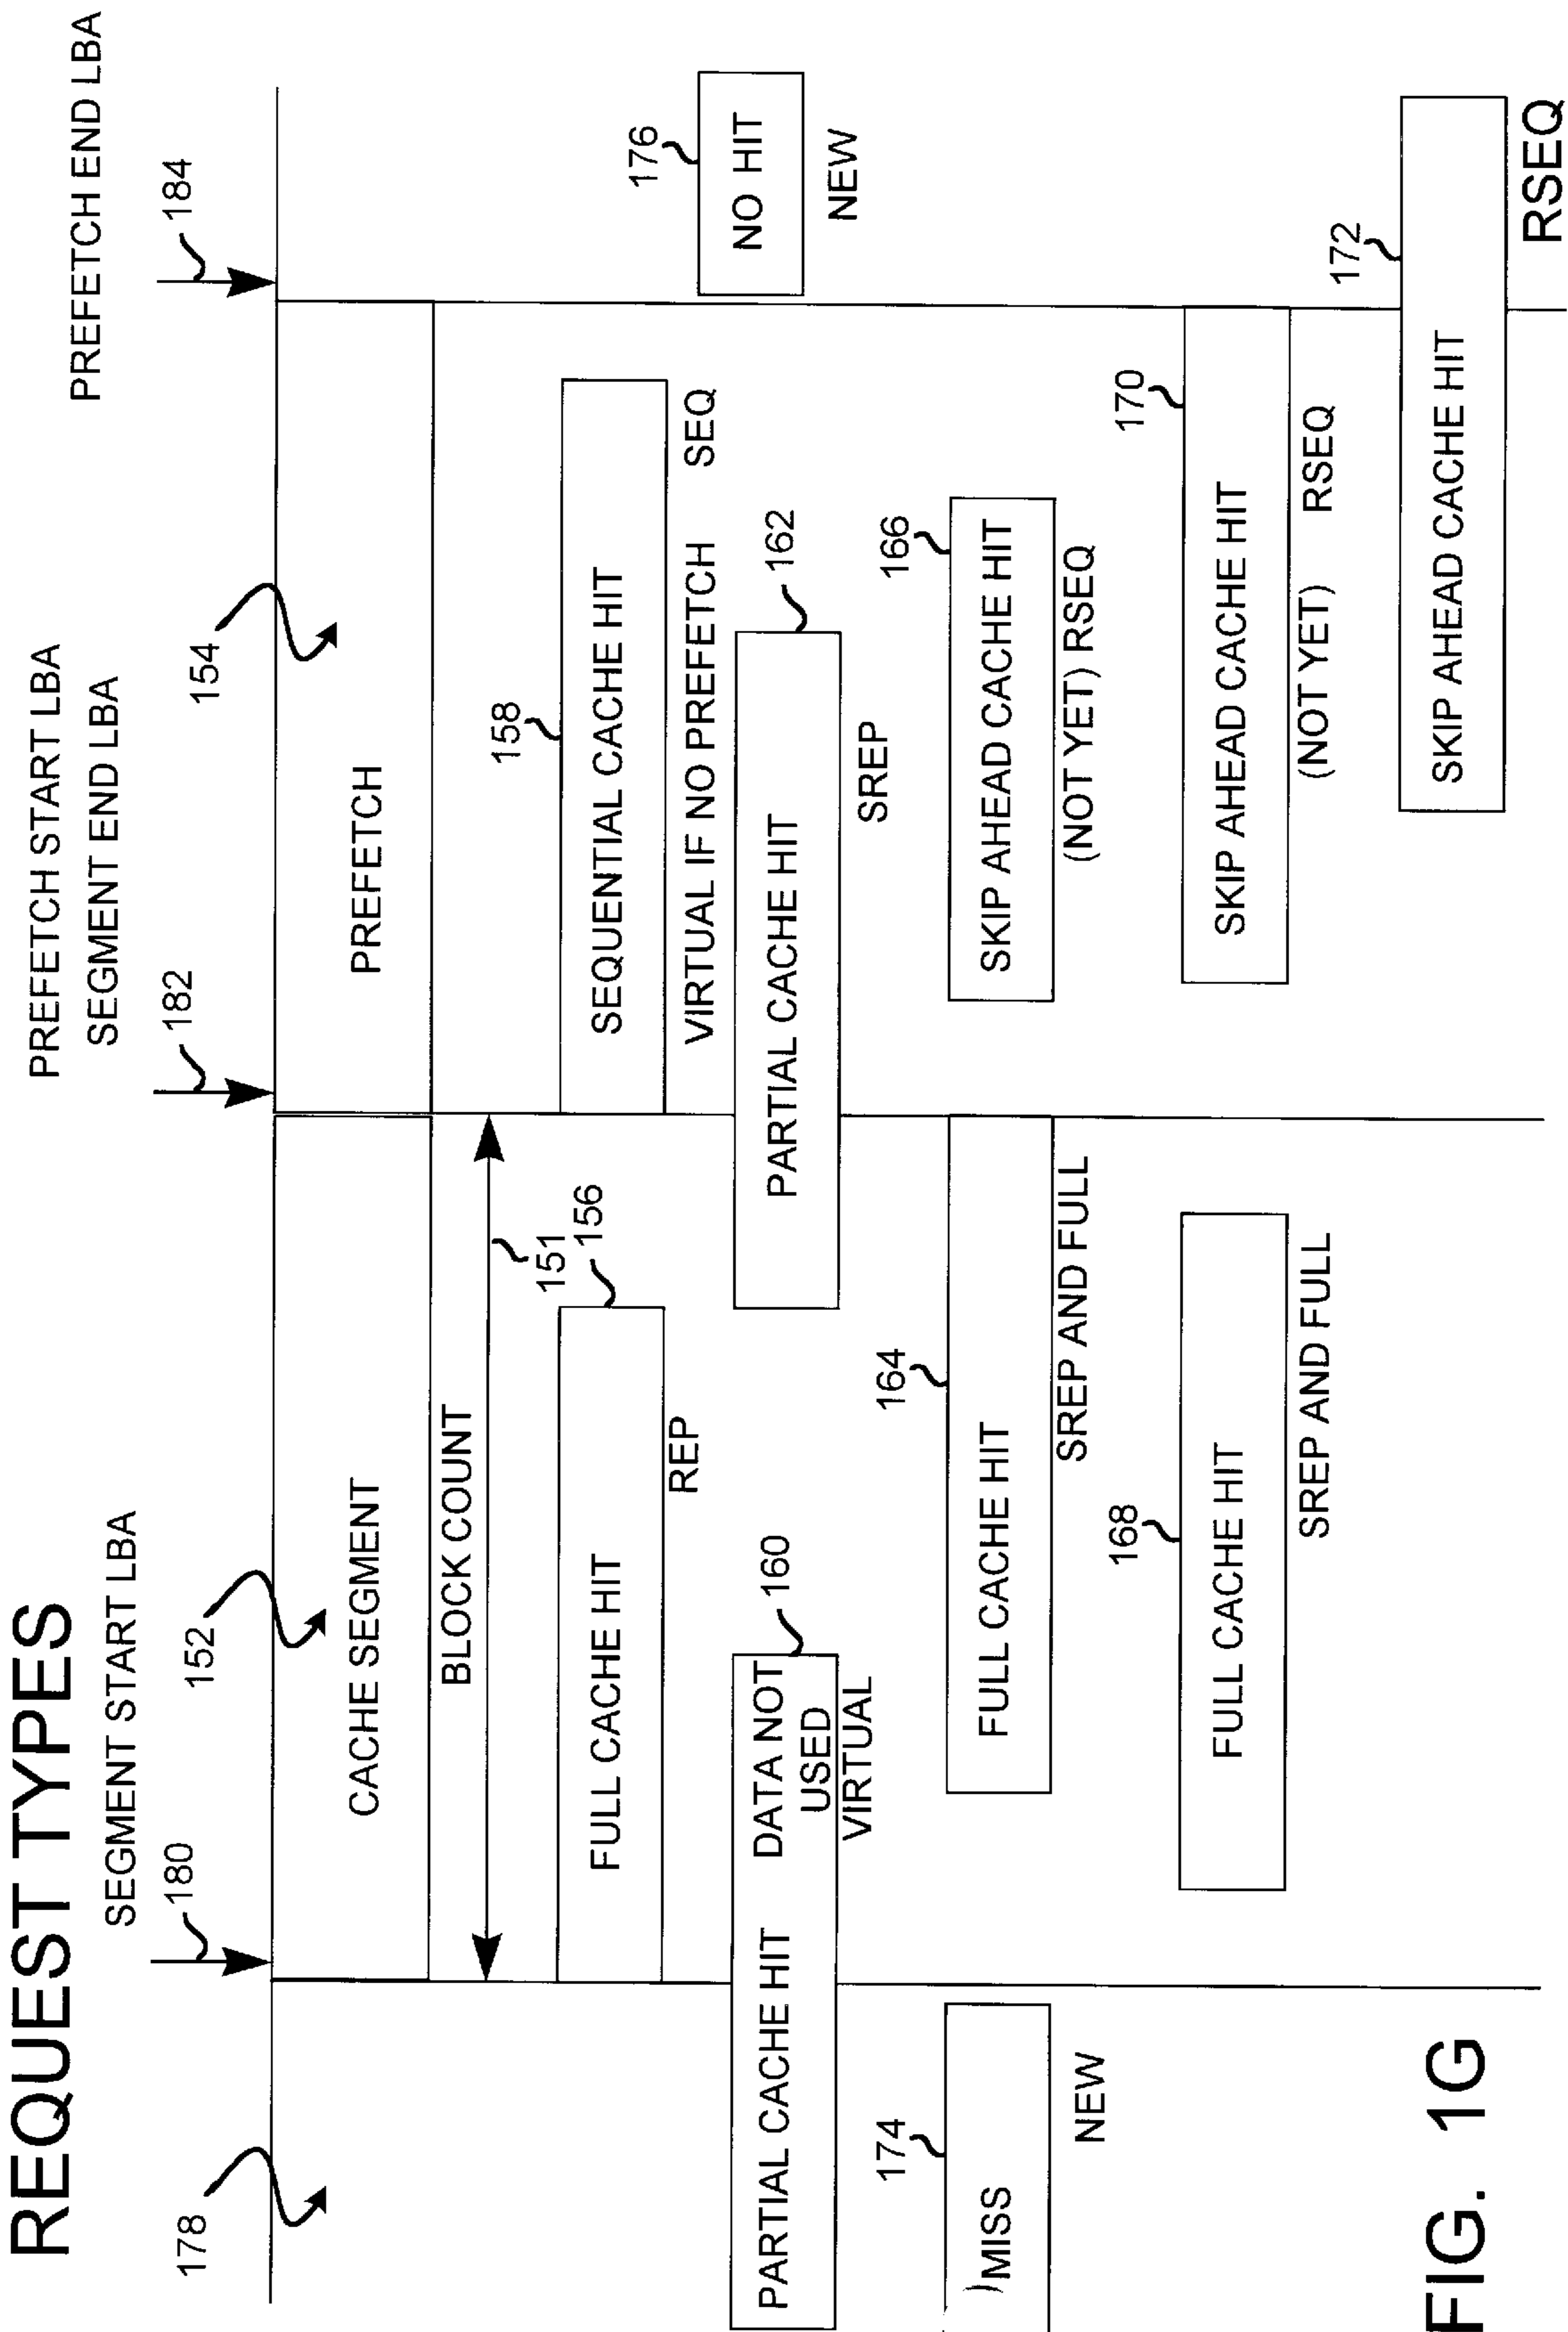 REQUEST TYPES
SEGMENT START LBA
PREFETCH START LBA
SEGMENT END LBA
PREFETCH END LBA
178
180
152
182
154
184
CACHE SEGMENT
PREFETCH
BLOCK COUNT
151
156
FULL CACHE HIT
REP
158
SEQUENTIAL CACHE HIT
VIRTUAL IF NO PREFETCH SEQ
176
NO HIT
NEW
160
PARTIAL CACHE HIT DATA NOT
USED
VIRTUAL
162
PARTIAL CACHE HIT
SREP
174
MISS
NEW
164
FULL CACHE HIT
SREP AND FULL
166
SKIP AHEAD CACHE HIT
(NOT YET) RSEQ
168
FULL CACHE HIT
SREP AND FULL
170
SKIP AHEAD CACHE HIT
(NOT YET) RSEQ
172
SKIP AHEAD CACHE HIT
RSEQ
FIG. 1G